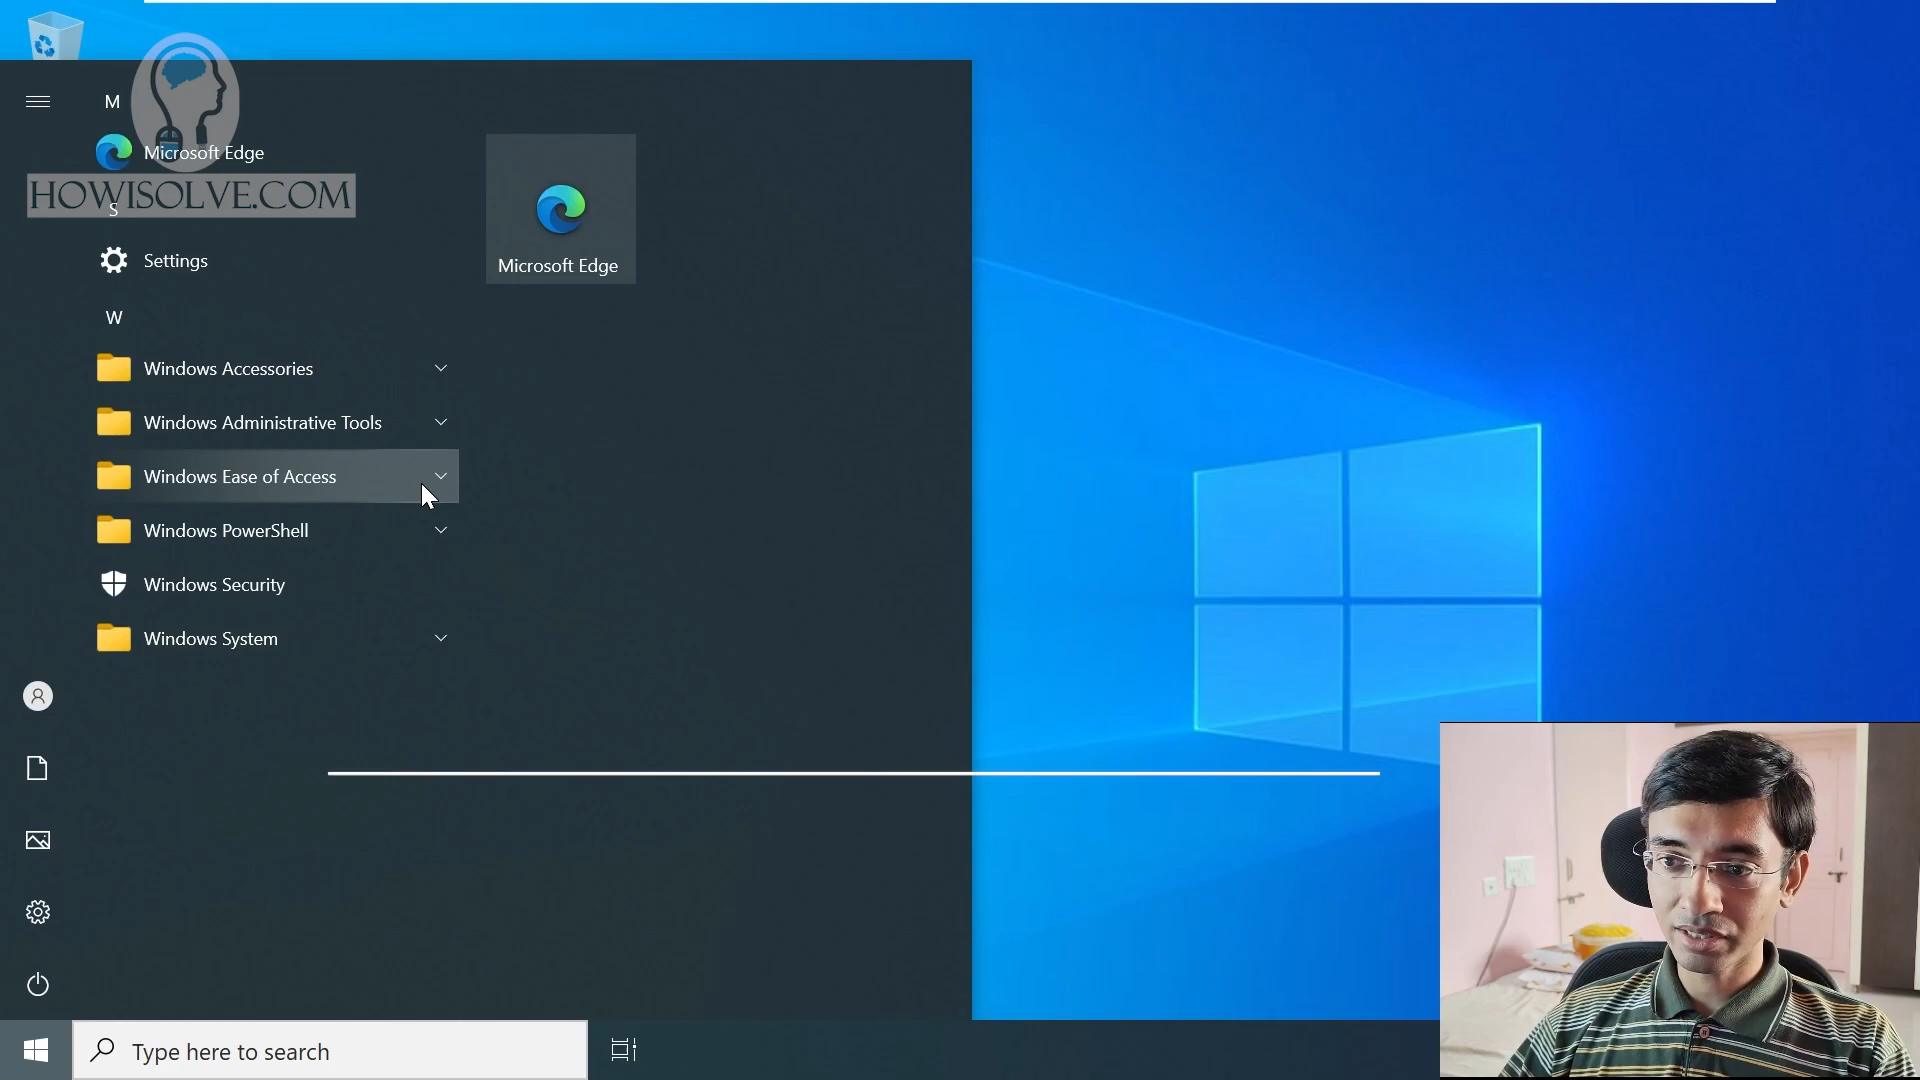 M
Microsoft Edge
HOWISOLVE.COM
S
Settings
W
Windows Accessories
Windows Administrative Tools
Windows Ease of Access
Windows PowerShell
Windows Security
Windows System
Microsoft Edge
Type here to search